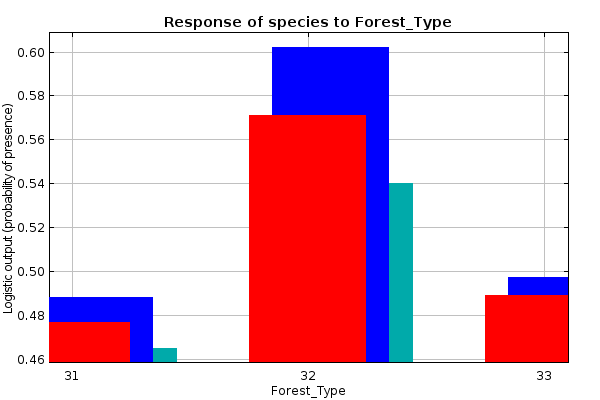 Response of species to Forest_Type
Logistic output (probability of presence)
0.60
0.58
0.56
0.54
0.52
0.50
0.48
0.46
31 32 33
Forest_Type